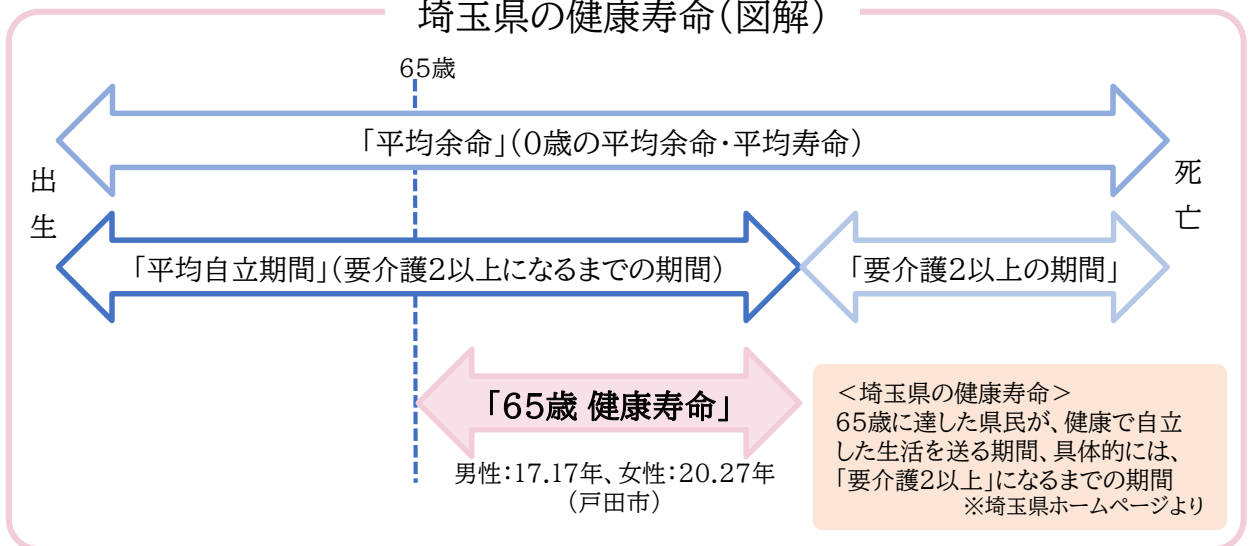 埼玉県の健康寿命(図解)
65歳
「平均余命」(0歳の平均余命・平均寿命)
出生
死亡
「平均自立期間」(要介護2以上になるまでの期間)
「要介護2以上の期間」
「65歳 健康寿命」
男性:17.17年、女性:20.27年
(戸田市)
<埼玉県の健康寿命>
65歳に達した県民が、健康で自立
した生活を送る期間、具体的には、
「要介護2以上」になるまでの期間
※埼玉県ホームページより